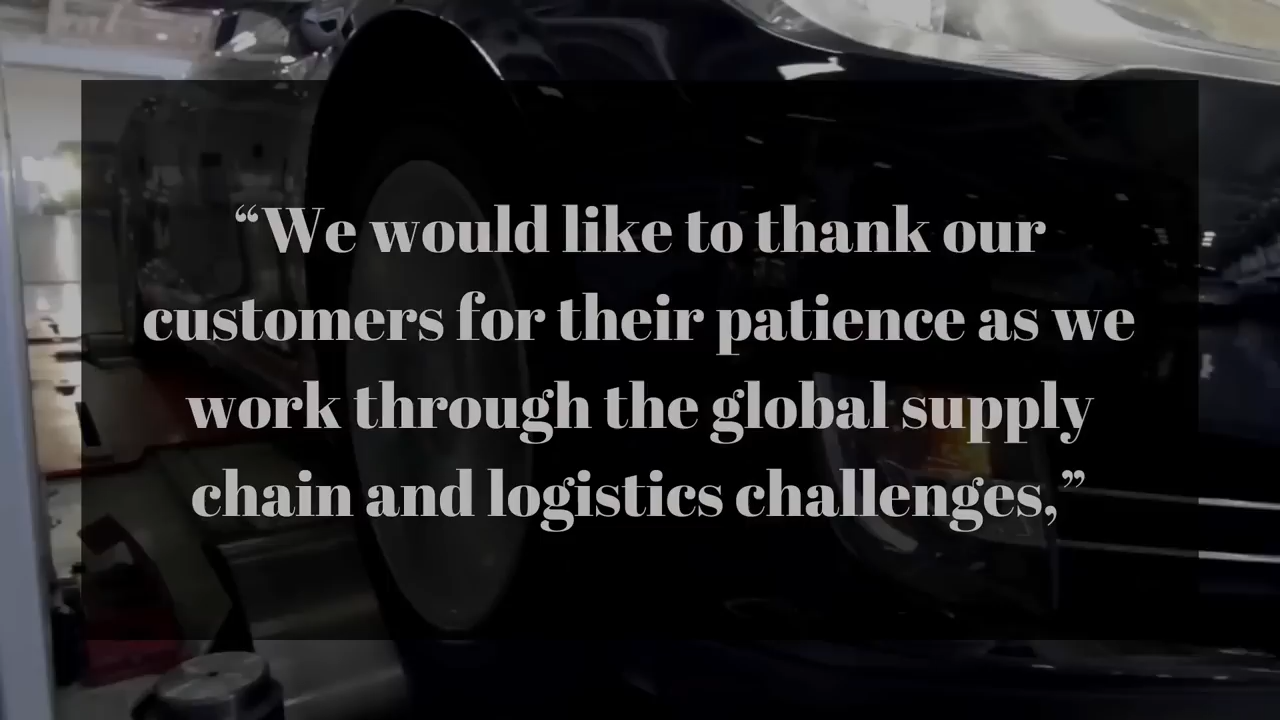 “We would like to thank our
customers for their patience as we
work through the global supply
chain and logistics challenges,”